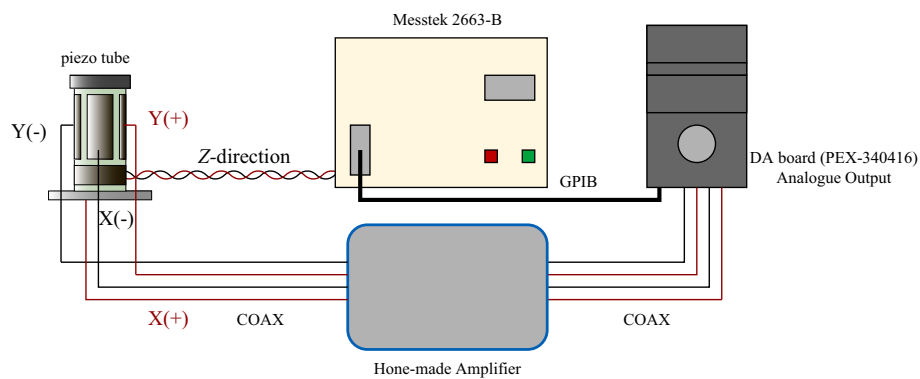 Messtek 2663-B
piezo tube
Y(-)
Y(+)
Z-direction
X(-)
GPIB
DA board (PEX-340416)
Analogue Output
X(+)
COAX
COAX
Hone-made Amplifier